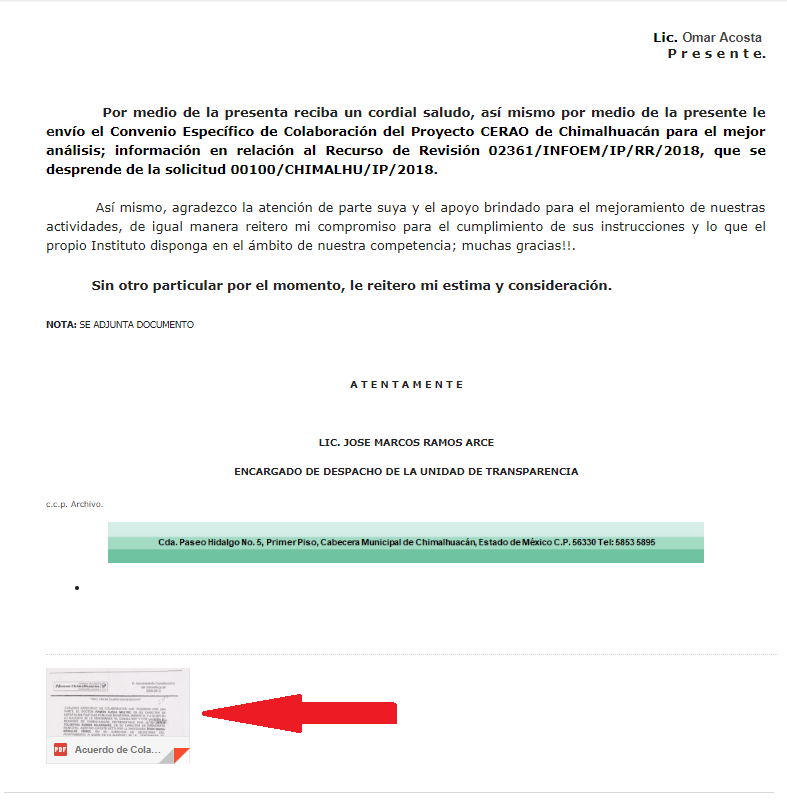 Lic. Omar Acosta
P r e s e n t e.
Por medio de la presenta reciba un cordial saludo, así mismo por medio de la presente le
envío el Convenio Específico de Colaboración del Proyecto CERAO de Chimalhuacán para el mejor
análisis; información en relación al Recurso de Revisión 02361/INFOEM/IP/RR/2018, que se
desprende de la solicitud 00100/CHIMALHU/IP/2018.
Así mismo, agradezco la atención de parte suya y el apoyo brindado para el mejoramiento de nuestras
actividades, de igual manera reitero mi compromiso para el cumplimiento de sus instrucciones y lo que el
propio Instituto disponga en el ámbito de nuestra competencia; muchas gracias!!.
Sin otro particular por el momento, le reitero mi estima y consideración.
NOTA: SE ADJUNTA DOCUMENTO
A T E N T A M E N T E
LIC. JOSE MARCOS RAMOS ARCE
ENCARGADO DE DESPACHO DE LA UNIDAD DE TRANSPARENCIA
c.c.p. Archivo.
Cda. Paseo Hidalgo No. 5, Primer Piso, Cabecera Municipal de Chimalhuacán, Estado de México C.P. 56330 Tel: 5853 5895
PDF Acuerdo de Cola...